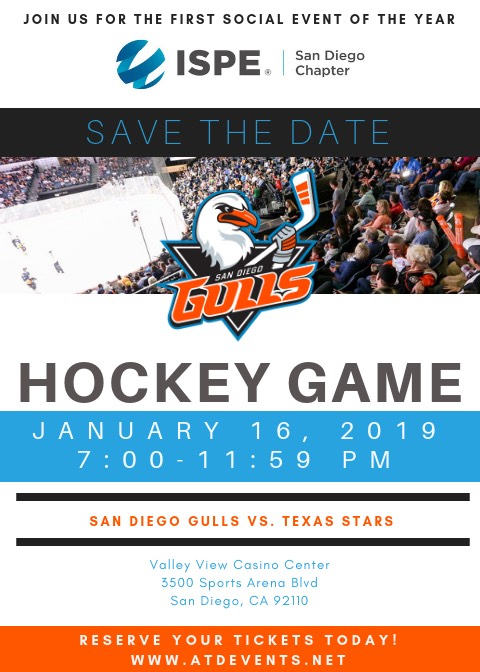 JOIN US FOR THE FIRST SOCIAL EVENT OF THE YEAR
ISPE® | San Diego
Chapter
SAVE THE DATE
SAN DIEGO
GULLS
HOCKEY GAME
JANUARY 16, 2019
7:00-11:59 PM
SAN DIEGO GULLS VS. TEXAS STARS
Valley View Casino Center
3500 Sports Arena Blvd
San Diego, CA 92110
RESERVE YOUR TICKETS TODAY!
WWW.ATDEVENTS.NET